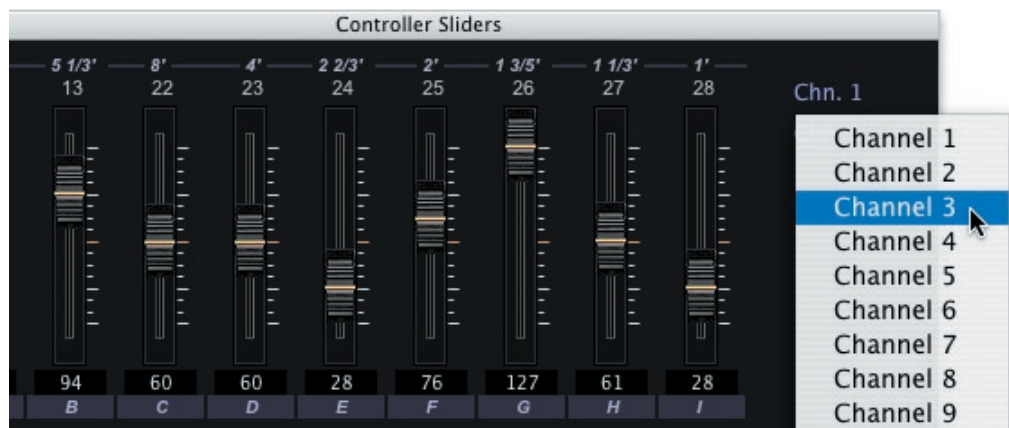 Controller Sliders
5 1/3' 8' 4' 2 2/3' 2' 1 3/5' 1 1/3' 1'
13 22 23 24 25 26 27 28
Chn. 1
94 60 60 28 76 127 61 28
B C D E F G H I
Channel 1
Channel 2
Channel 3
Channel 4
Channel 5
Channel 6
Channel 7
Channel 8
Channel 9